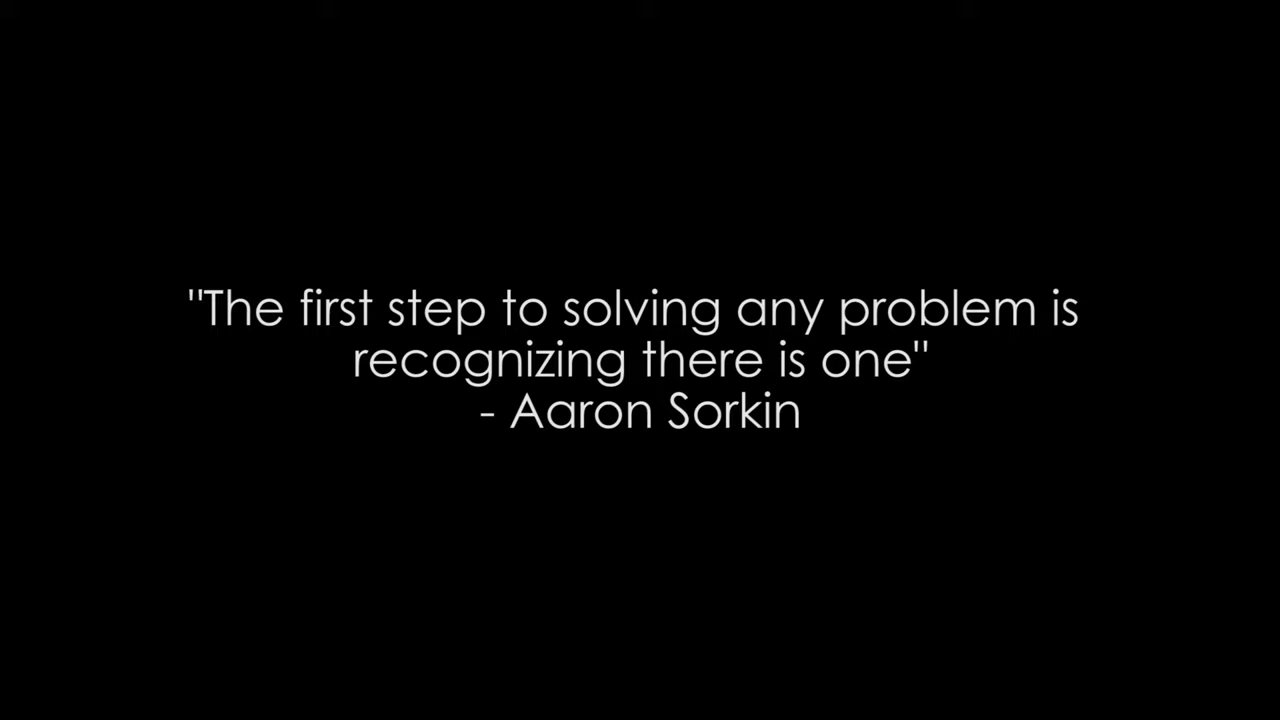 "The first step to solving any problem is
recognizing there is one"
- Aaron Sorkin